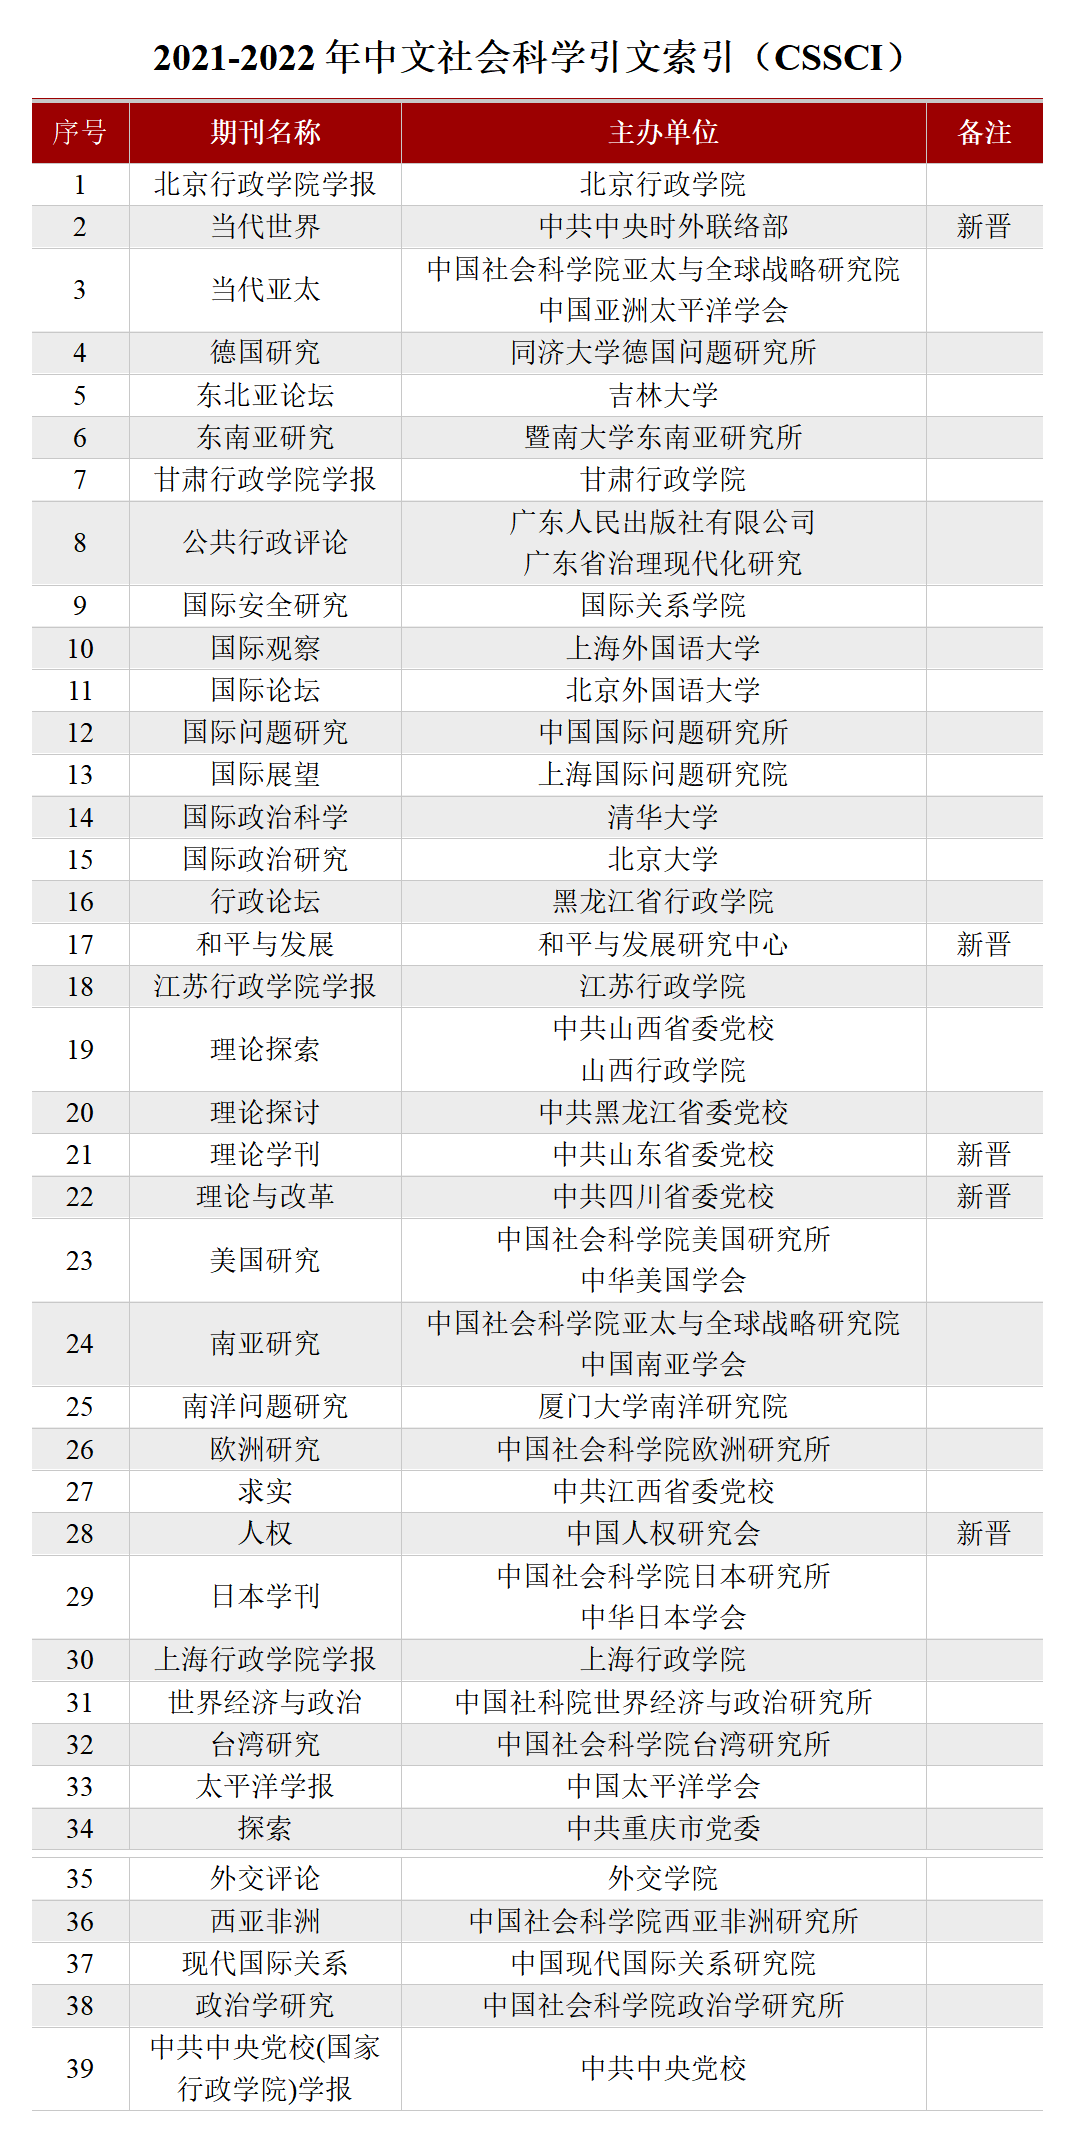 2021-2022 年中文社会科学引文索引（CSSCI）
序号 期刊名称 主办单位 备注
1 北京行政学院学报 北京行政学院
2 当代世界 中共中央时外联络部 新晋
3 当代亚太 中国社会科学院亚太与全球战略研究院
中国亚洲太平洋学会
4 德国研究 同济大学德国问题研究所
5 东北亚论坛 吉林大学
6 东南亚研究 暨南大学东南亚研究所
7 甘肃行政学院学报 甘肃行政学院
8 公共行政评论 广东人民出版社有限公司
广东省治理现代化研究
9 国际安全研究 国际关系学院
10 国际观察 上海外国语大学
11 国际论坛 北京外国语大学
12 国际问题研究 中国国际问题研究所
13 国际展望 上海国际问题研究院
14 国际政治科学 清华大学
15 国际政治研究 北京大学
16 行政论坛 黑龙江省行政学院
17 和平与发展 和平与发展研究中心 新晋
18 江苏行政学院学报 江苏行政学院
19 理论探索 中共山西省委党校
山西行政学院
20 理论探讨 中共黑龙江省委党校
21 理论学刊 中共山东省委党校 新晋
22 理论与改革 中共四川省委党校 新晋
23 美国研究 中国社会科学院美国研究所
中华美国学会
24 南亚研究 中国社会科学院亚太与全球战略研究院
中国南亚学会
25 南洋问题研究 厦门大学南洋研究院
26 欧洲研究 中国社会科学院欧洲研究所
27 求实 中共江西省委党校
28 人权 中国人权研究会 新晋
29 日本学刊 中国社会科学院日本研究所
中华日本学会
30 上海行政学院学报 上海行政学院
31 世界经济与政治 中国社科院世界经济与政治研究所
32 台湾研究 中国社会科学院台湾研究所
33 太平洋学报 中国太平洋学会
34 探索 中共重庆市党委
35 外交评论 外交学院
36 西亚非洲 中国社会科学院西亚非洲研究所
37 现代国际关系 中国现代国际关系研究院
38 政治学研究 中国社会科学院政治学研究所
39 中共中央党校(国家
行政学院)学报 中共中央党校